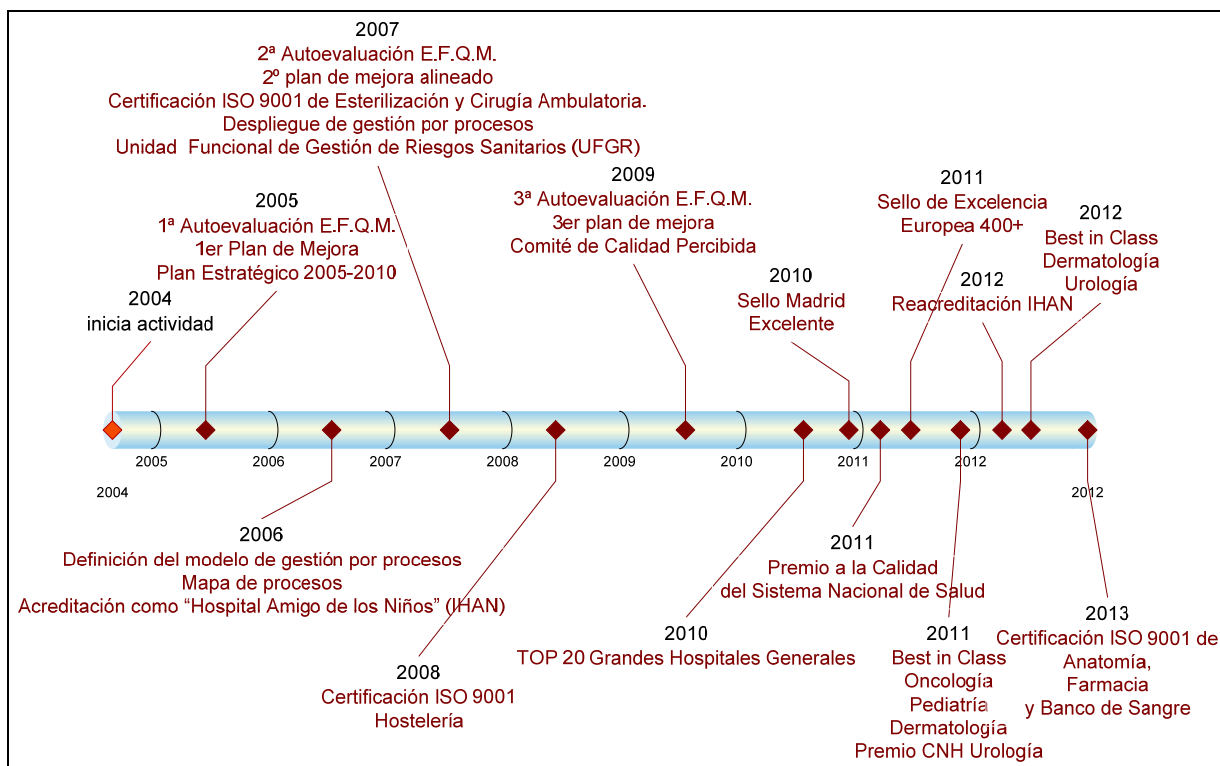 2007
2ª Autoevaluación E.F.Q.M.
2º plan de mejora alineado
Certificación ISO 9001 de Esterilización y Cirugía Ambulatoria.
Despliegue de gestión por procesos
Unidad Funcional de Gestión de Riesgos Sanitarios (UFGR)
2005
1ª Autoevaluación E.F.Q.M.
1er Plan de Mejora
Plan Estratégico 2005-2010
2004
inicia actividad
2009
3ª Autoevaluación E.F.Q.M.
3er plan de mejora
Comité de Calidad Percibida
2010
Sello Madrid
Excelente
2011
Sello de Excelencia
Europea 400+
2012
Reacreditación IHAN
2012
Best in Class
Dermatología
Urología
2005
2006
2007
2008
2009
2010
2011
2012
2004
2012
2006
Definición del modelo de gestión por procesos
Mapa de procesos
Acreditación como “Hospital Amigo de los Niños” (IHAN)
2008
Certificación ISO 9001
Hostelería
2010
TOP 20 Grandes Hospitales Generales
2011
Premio a la Calidad
del Sistema Nacional de Salud
2011
Best in Class
Oncología
Pediatría
Dermatología
Premio CNH Urología
2013
Certificación ISO 9001 de
Anatomía,
Farmacia
y Banco de Sangre